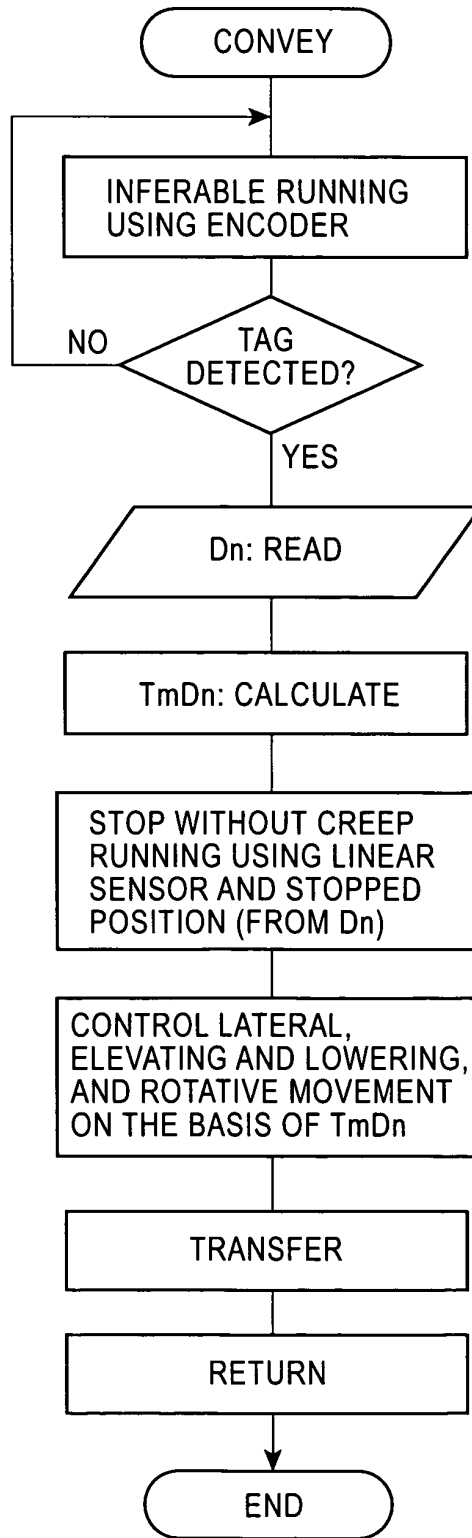 CONVEY
INFERABLE RUNNING
USING ENCODER
TAG
DETECTED?
NO
YES
Dn: READ
TmDn: CALCULATE
STOP WITHOUT CREEP
RUNNING USING LINEAR
SENSOR AND STOPPED
POSITION (FROM Dn)
CONTROL LATERAL,
ELEVATING AND LOWERING,
AND ROTATIVE MOVEMENT
ON THE BASIS OF TmDn
TRANSFER
RETURN
END